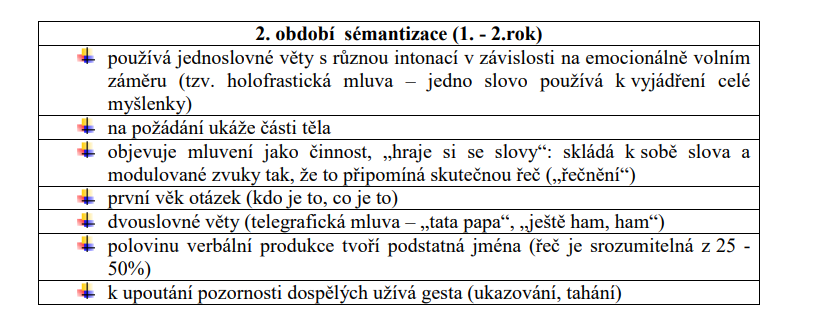 2. období sémantizace (1. - 2.rok)
používá jednoslovné věty s různou intonací v závislosti na emocionálně volním
záměru (tzv. holofrastická mluva – jedno slovo používá k vyjádření celé
myšlenky)
na požádání ukáže části těla
objevuje mluvení jako činnost, „hraje si se slovy“: skládá k sobě slova a
modulované zvuky tak, že to připomíná skutečnou řeč („řečnění“)
první věk otázek (kdo je to, co je to)
dvouslovné věty (telegrafická mluva – „tata papa“, „ještě ham, ham“)
polovinu verbální produkce tvoří podstatná jména (řeč je srozumitelná z 25 -
50%)
k upoutání pozornosti dospělých užívá gesta (ukazování, tahání)